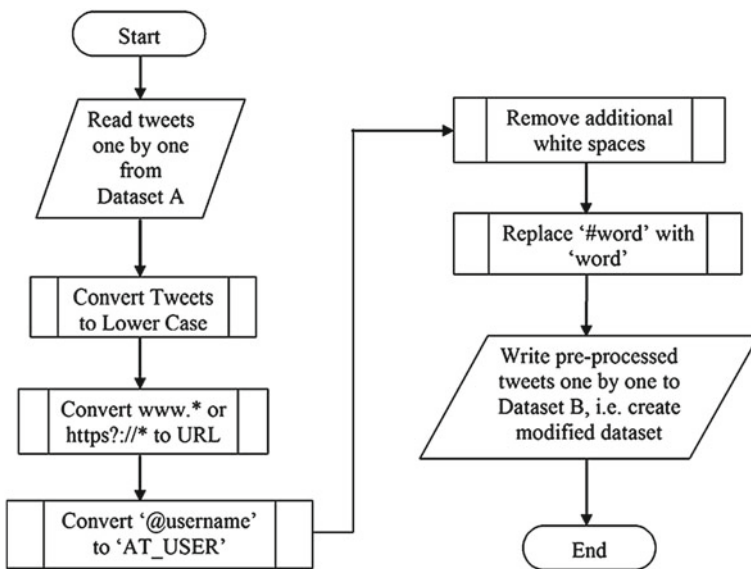 Start
Read tweets
one by one
from
Dataset A
Convert Tweets
to Lower Case
Convert www.* or
https?://* to URL
Convert ‘@username’
to ‘AT_USER’
Remove additional
white spaces
Replace ‘#word’ with
‘word’
Write pre-processed
tweets one by one to
Dataset B, i.e. create
modified dataset
End